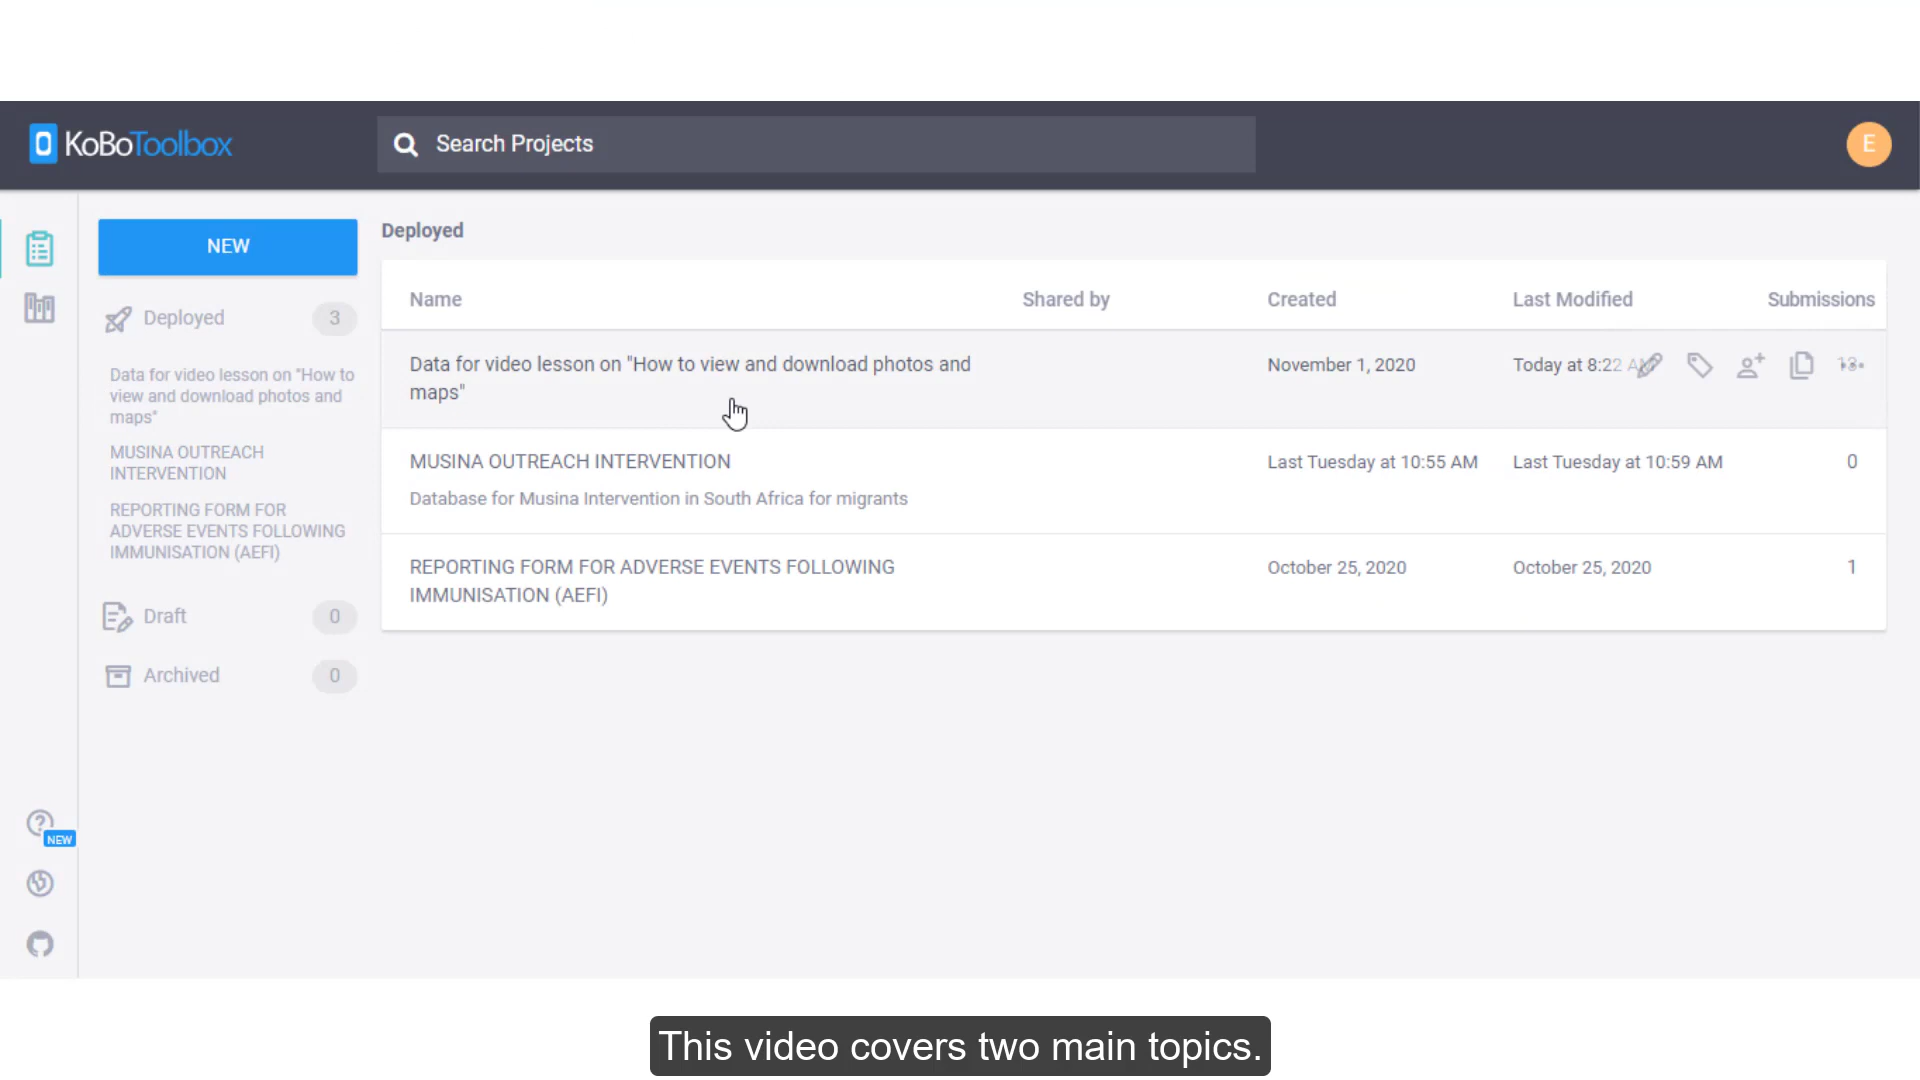 KoBoToolbox
Search Projects
E
NEW
Deployed 3
Data for video lesson on "How to
view and download photos and
maps"
MUSINA OUTREACH
INTERVENTION
REPORTING FORM FOR
ADVERSE EVENTS FOLLOWING
IMMUNISATION (AEFI)
Draft 0
Archived 0
NEW
Deployed
Name Shared by Created Last Modified Submissions
Data for video lesson on "How to view and download photos and
maps"
November 1, 2020 Today at 8:22 AM
MUSINA OUTREACH INTERVENTION Last Tuesday at 10:55 AM Last Tuesday at 10:59 AM 0
Database for Musina Intervention in South Africa for migrants
REPORTING FORM FOR ADVERSE EVENTS FOLLOWING
IMMUNISATION (AEFI)
October 25, 2020 October 25, 2020 1
This video covers two main topics.